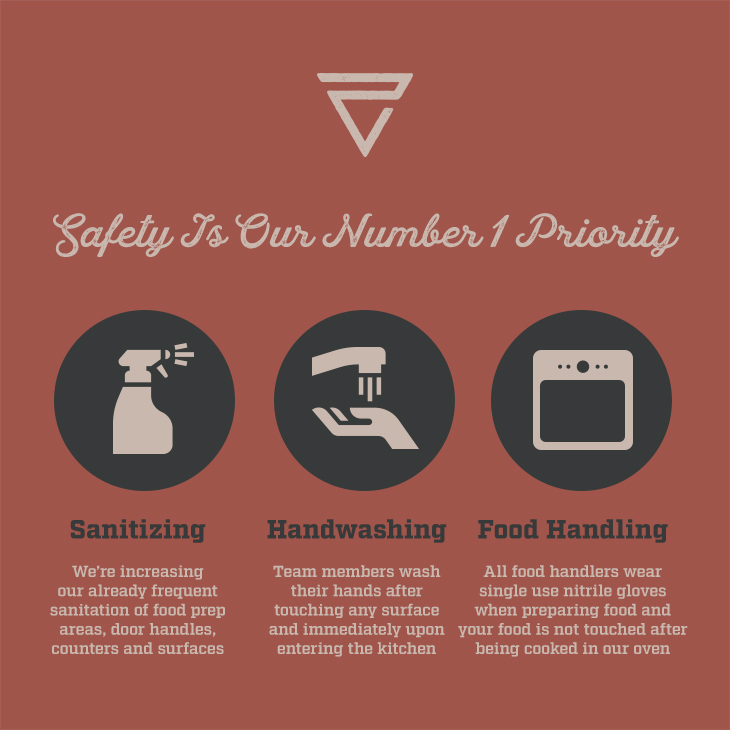 Safety Is Our Number 1 Priority
Sanitizing
We're increasing
our already frequent
sanitation of food prep
areas, door handles,
counters and surfaces
Handwashing
Team members wash
their hands after
touching any surface
and immediately upon
entering the kitchen
Food Handling
All food handlers wear
single use nitrile gloves
when preparing food and
your food is not touched after
being cooked in our oven